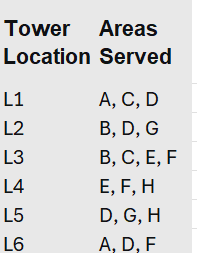 Tower Areas
Location Served
L1 A, C, D
L2 B, D, G
L3 B, C, E, F
L4 E, F, H
L5 D, G, H
L6 A, D, F